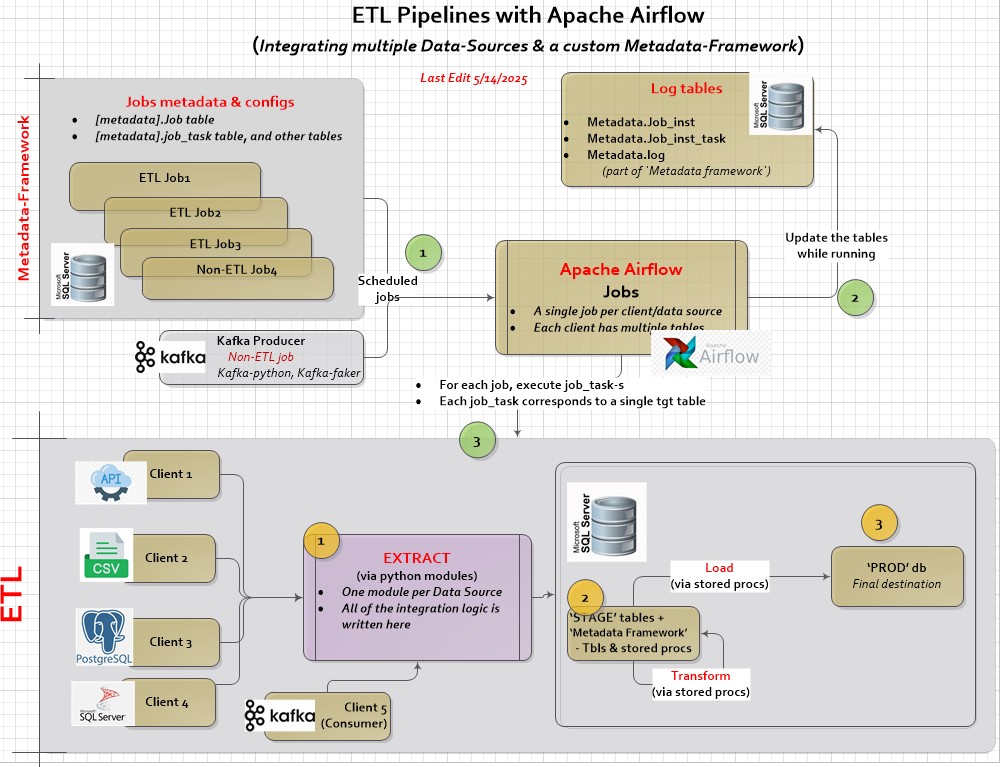 ETL Pipelines with Apache Airflow
(Integrating multiple Data-Sources & a custom Metadata-Framework)
Last Edit 5/14/2025
Metadata-Framework
Jobs metadata & configs
• [metadata].Job table
• [metadata].job_task table, and other tables
ETL Job1
ETL Job2
ETL Job3
Non-ETL Job4
Microsoft
SQL Server
kafka
Kafka Producer
Non-ETL job
Kafka-python, Kafka-faker
1
Scheduled
jobs
Log tables
• Metadata.Job_inst
• Metadata.Job_inst_task
• Metadata.log
(part of `Metadata framework`)
Microsoft
SQL Server
Apache Airflow
Jobs
• A single job per client/data source
• Each client has multiple tables
Apache
Airflow
Update the tables
while running
2
• For each job, execute job_task-s
• Each job_task corresponds to a single tgt table
3
ETL
API
Client 1
CSV
Client 2
PostgreSQL
Client 3
Microsoft
SQL Server
Client 4
kafka
Client 5
(Consumer)
1
EXTRACT
(via python modules)
• One module per Data Source
• All of the integration logic is
written here
Microsoft
SQL Server
2
‘STAGE’ tables +
‘Metadata Framework’
- Tbls & stored procs
Load
(via stored procs)
Transform
(via stored procs)
3
‘PROD’ db
Final destination